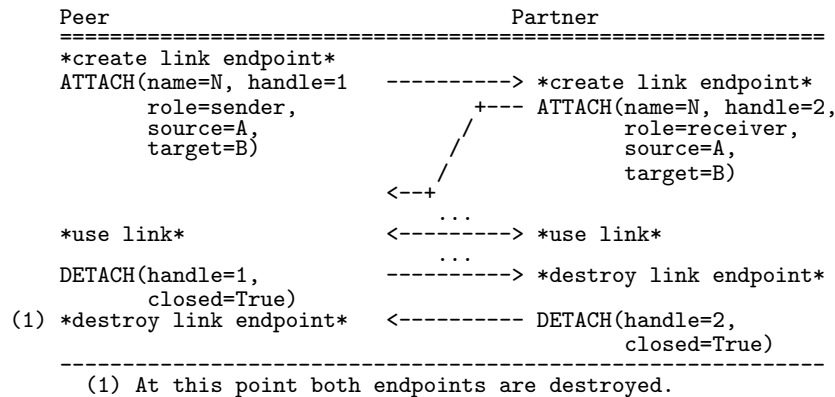 Peer                                    Partner
=============================================================
*create link endpoint*
ATTACH(name=N, handle=1   ----------> *create link endpoint*
       role=sender,              +--- ATTACH(name=N, handle=2,
       source=A,                /            role=receiver,
       target=B)               /             source=A,
                              /              target=B)
                          <--+
                              ...
*use link*                <----------> *use link*
                              ...
DETACH(handle=1,          ----------> *destroy link endpoint*
       closed=True)
(1) *destroy link endpoint*   <---------- DETACH(handle=2,
                                             closed=True)
-------------------------------------------------------------
(1) At this point both endpoints are destroyed.